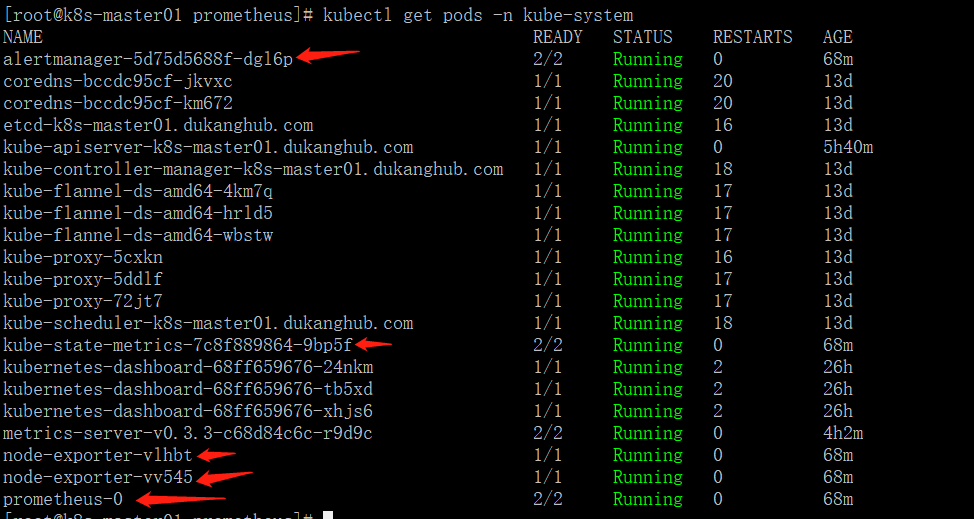 [root@k8s-master01 prometheus]# kubectl get pods -n kube-system
NAME READY STATUS RESTARTS AGE
alertmanager-5d75d5688f-dgl6p 2/2 Running 0 68m
coredns-bccdc95cf-jkvxc 1/1 Running 20 13d
coredns-bccdc95cf-km672 1/1 Running 20 13d
etcd-k8s-master01.dukanghub.com 1/1 Running 16 13d
kube-apiserver-k8s-master01.dukanghub.com 1/1 Running 0 5h40m
kube-controller-manager-k8s-master01.dukanghub.com 1/1 Running 18 13d
kube-flannel-ds-amd64-4km7q 1/1 Running 17 13d
kube-flannel-ds-amd64-hrld5 1/1 Running 17 13d
kube-flannel-ds-amd64-wbstw 1/1 Running 17 13d
kube-proxy-5cxkn 1/1 Running 16 13d
kube-proxy-5ddlf 1/1 Running 17 13d
kube-proxy-72jt7 1/1 Running 17 13d
kube-scheduler-k8s-master01.dukanghub.com 1/1 Running 18 13d
kube-state-metrics-7c8f889864-9bp5f 2/2 Running 0 68m
kubernetes-dashboard-68ff659676-24nkm 1/1 Running 2 26h
kubernetes-dashboard-68ff659676-tb5xd 1/1 Running 2 26h
kubernetes-dashboard-68ff659676-xhjs6 1/1 Running 2 26h
metrics-server-v0.3.3-c68d84c6c-r9d9c 2/2 Running 0 4h2m
node-exporter-vlhbt 1/1 Running 0 68m
node-exporter-vv545 1/1 Running 0 68m
prometheus-0 2/2 Running 0 68m
[root@k8s-master01 prometheus]#